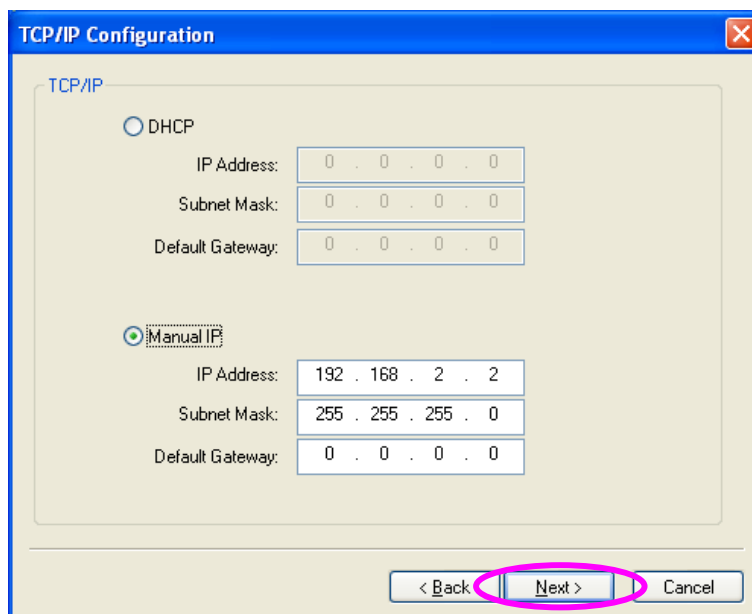 TCP/IP Configuration
TCP/IP
DHCP
IP Address: 0 . 0 . 0 . 0
Subnet Mask: 0 . 0 . 0 . 0
Default Gateway: 0 . 0 . 0 . 0
Manual IP
IP Address: 192 . 168 . 2 . 2
Subnet Mask: 255 . 255 . 255 . 0
Default Gateway: 0 . 0 . 0 . 0
< Back Next > Cancel